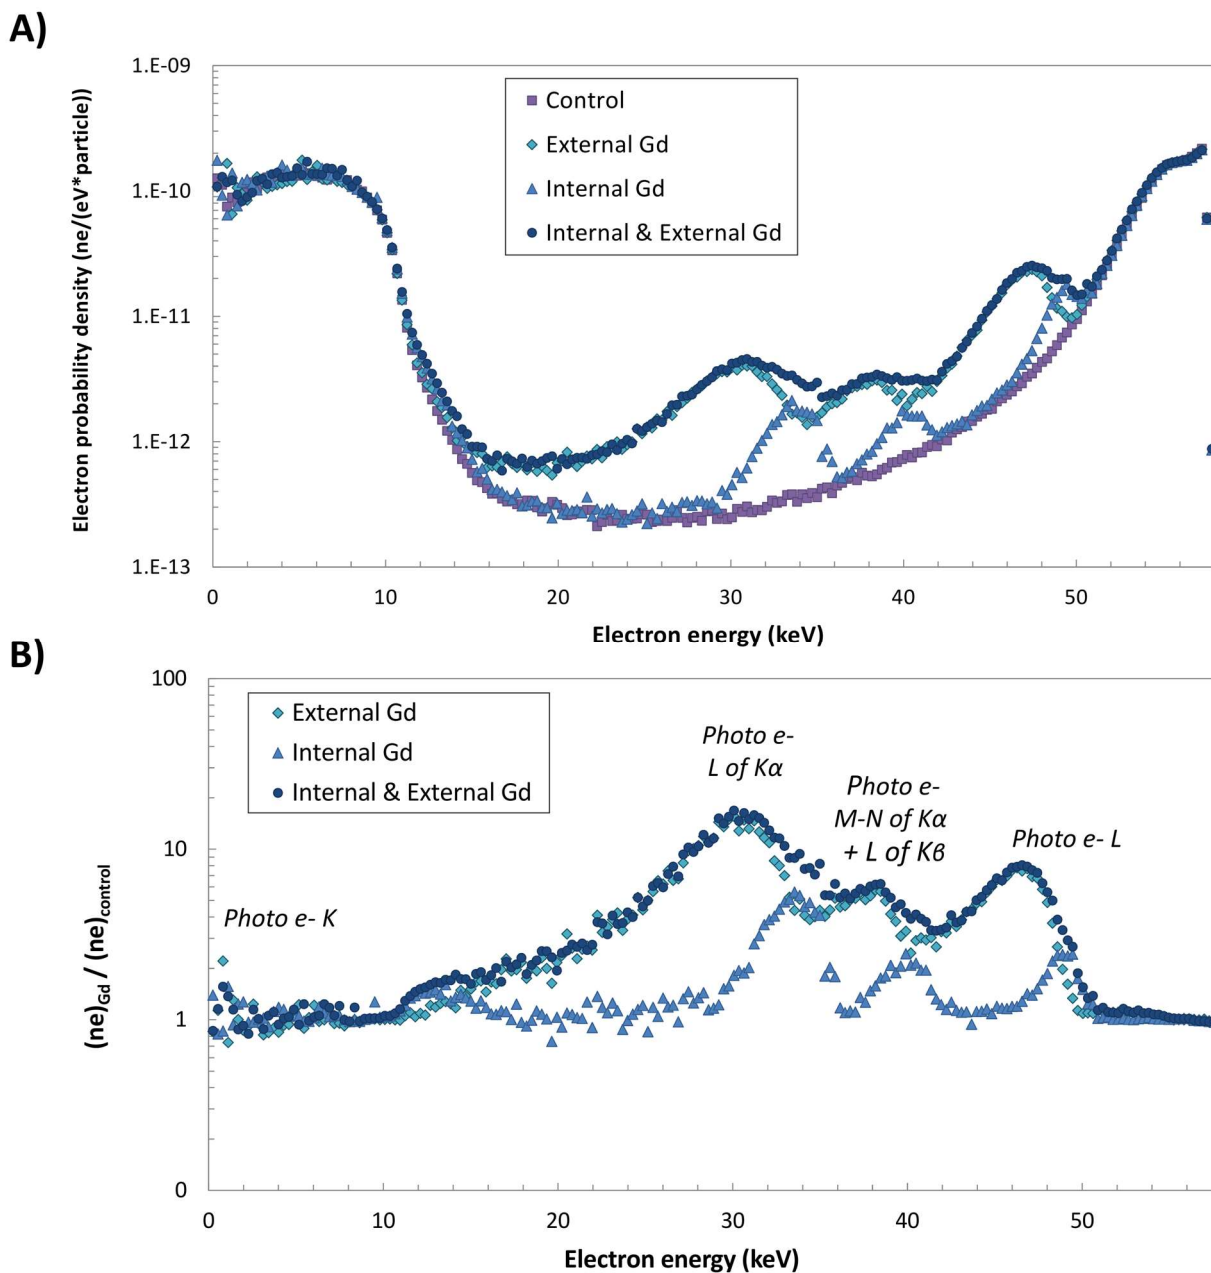 A)
1.E-09
1.E-10
1.E-11
1.E-12
1.E-13
Electron probability density (ne/(eV*particle))
Control
External Gd
Internal Gd
Internal & External Gd
0 10 20 30 40 50
Electron energy (keV)
B)
100
10
1
0
(ne)Gd / (ne)control
External Gd
Internal Gd
Internal & External Gd
Photo e- K
Photo e-
L of Kα
Photo e-
M-N of Kα
+ L of Kβ
Photo e- L
0 10 20 30 40 50
Electron energy (keV)